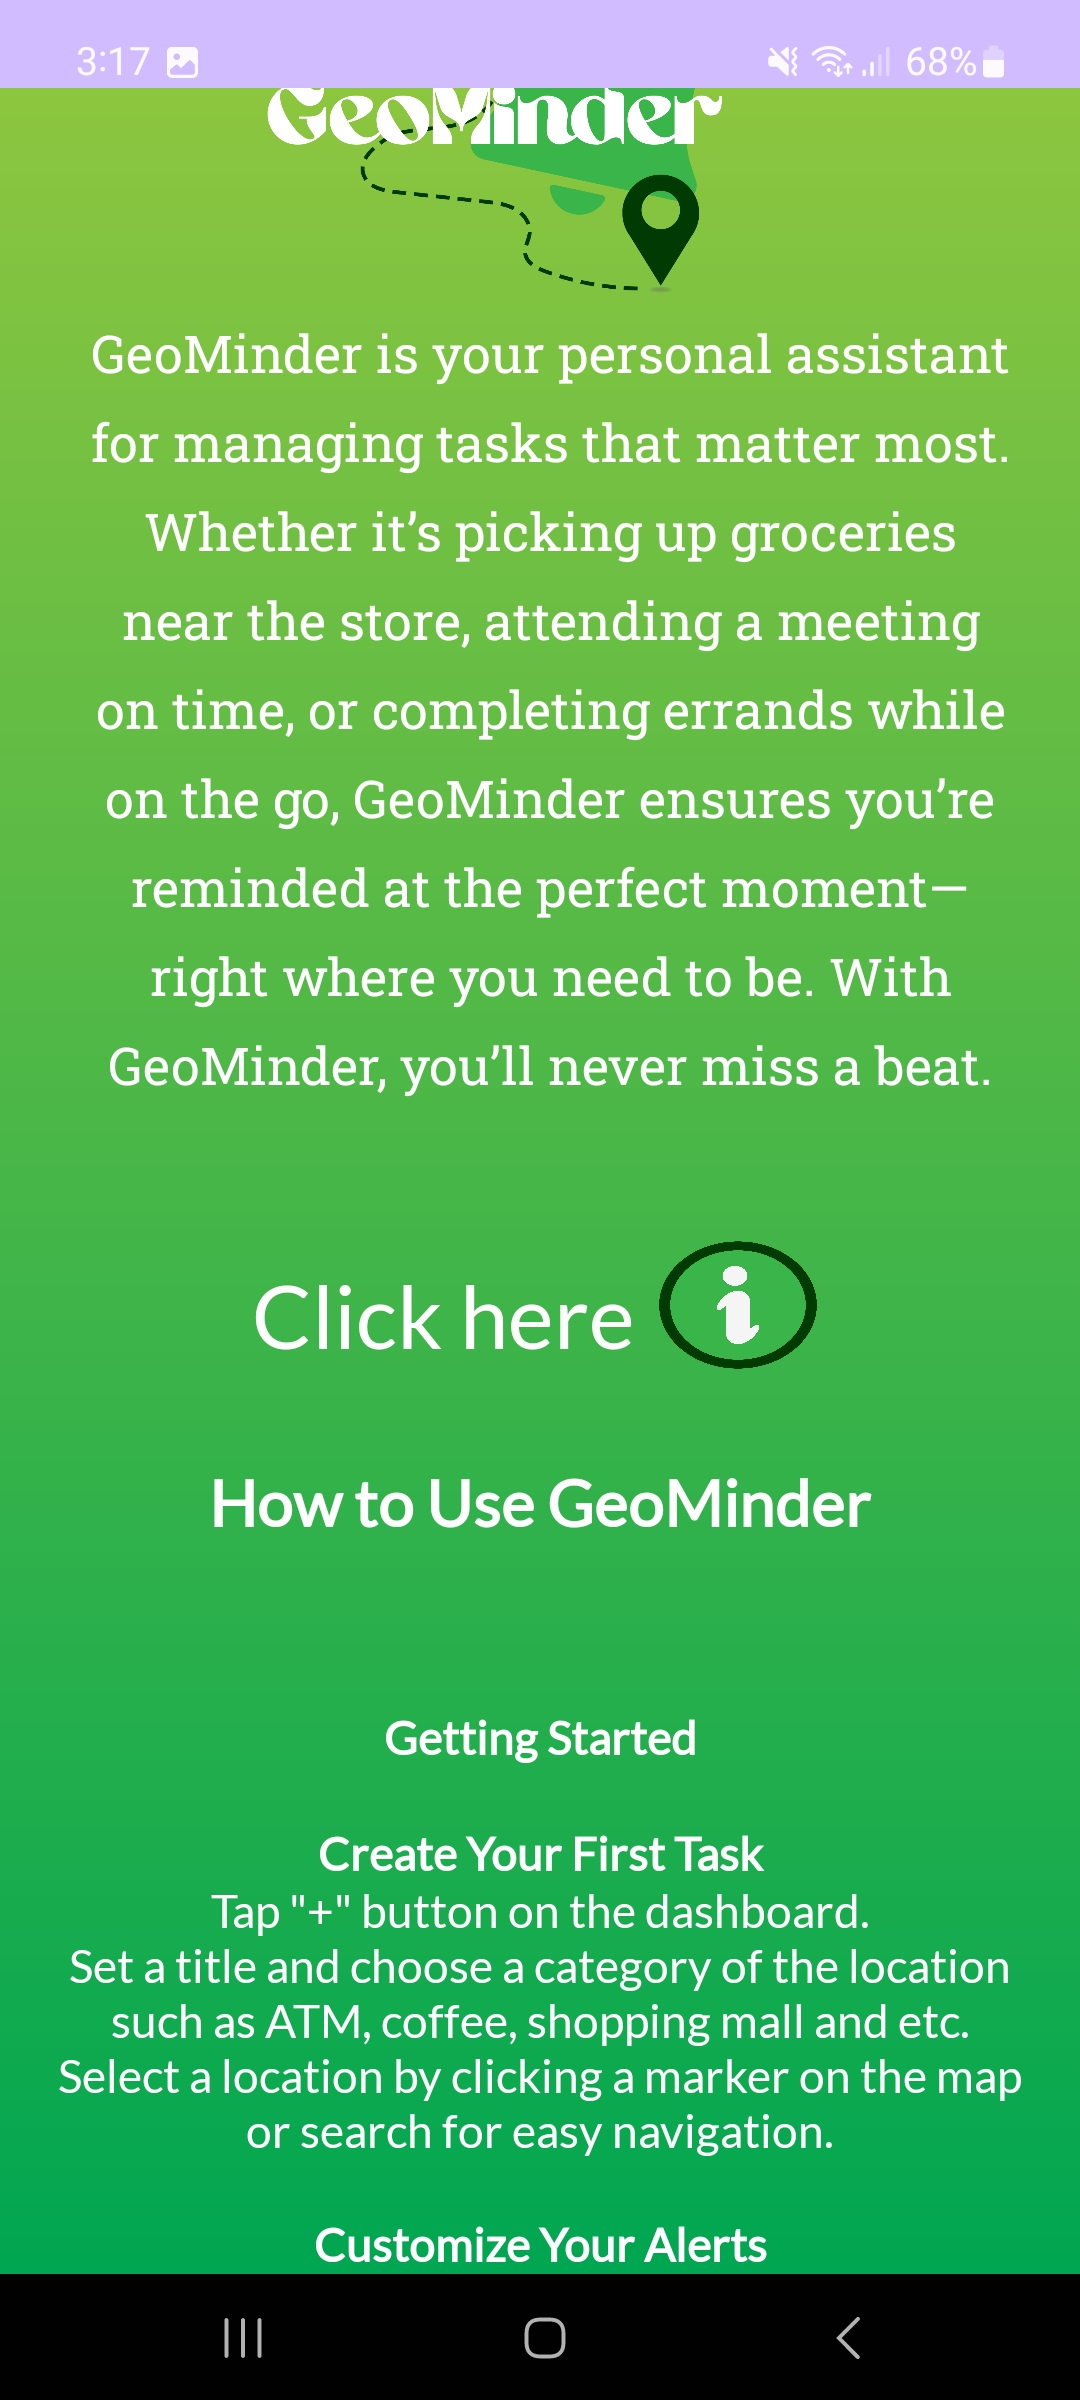 3:17
68%
GeoMinder
GeoMinder is your personal assistant
for managing tasks that matter most.
Whether it’s picking up groceries
near the store, attending a meeting
on time, or completing errands while
on the go, GeoMinder ensures you’re
reminded at the perfect moment—
right where you need to be. With
GeoMinder, you’ll never miss a beat.
Click here i
How to Use GeoMinder
Getting Started
Create Your First Task
Tap "+" button on the dashboard.
Set a title and choose a category of the location
such as ATM, coffee, shopping mall and etc.
Select a location by clicking a marker on the map
or search for easy navigation.
Customize Your Alerts